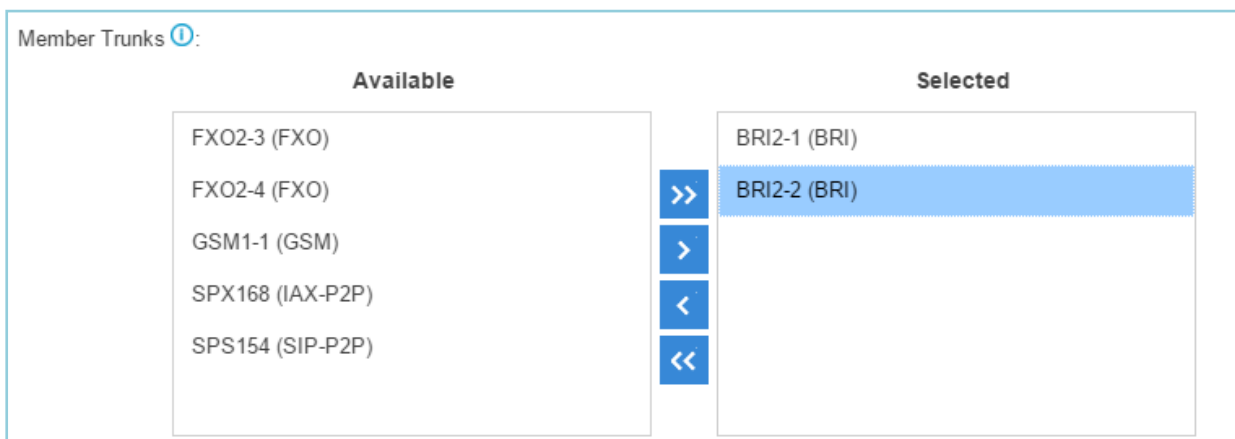 Member Trunks ⓘ:
Available
Selected
FXO2-3 (FXO)
FXO2-4 (FXO)
GSM1-1 (GSM)
SPX168 (IAX-P2P)
SPS154 (SIP-P2P)
>>
>
<
<<
BRI2-1 (BRI)
BRI2-2 (BRI)